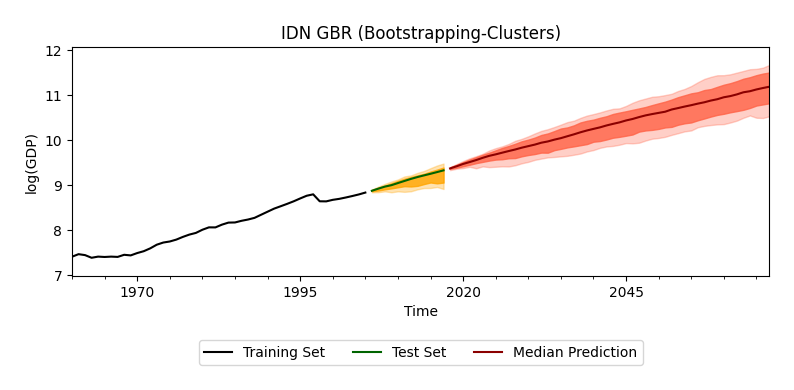 IDN GBR (Bootstrapping-Clusters)
12
11
10
9
8
7
log(GDP)
1970 1995 2020 2045
Time
Training Set Test Set Median Prediction